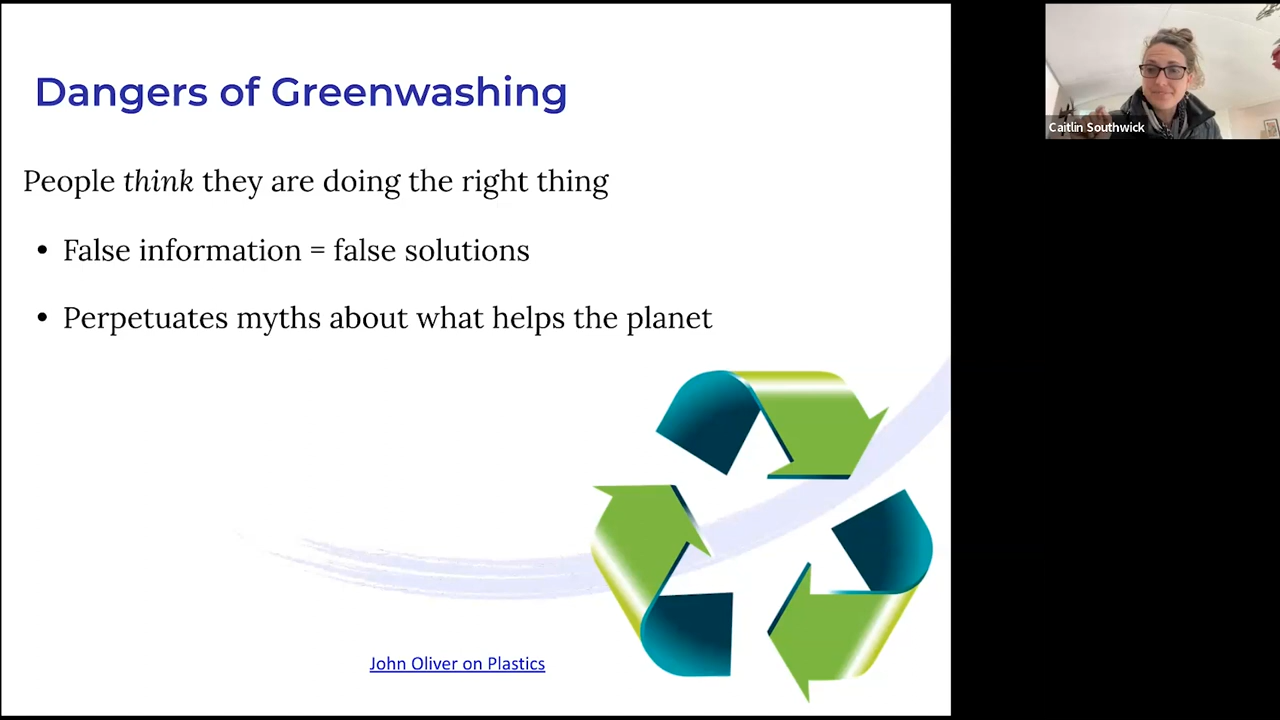 Dangers of Greenwashing
People think they are doing the right thing
• False information = false solutions
• Perpetuates myths about what helps the planet
John Oliver on Plastics
Caitlin Southwick